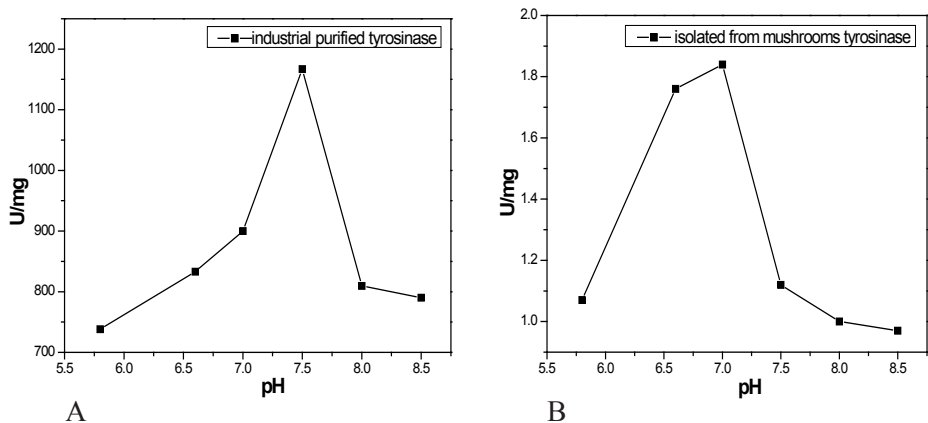 industrial purified tyrosinase
1200
1100
900
800
700
U/mg
5.5 6.0 6.5 7.0 7.5 8.0 8.5
pH
A
isolated from mushrooms tyrosinase
2.0
1.8
1.6
1.4
1.2
1.0
U/mg
5.5 6.0 6.5 7.0 7.5 8.0 8.5
pH
B